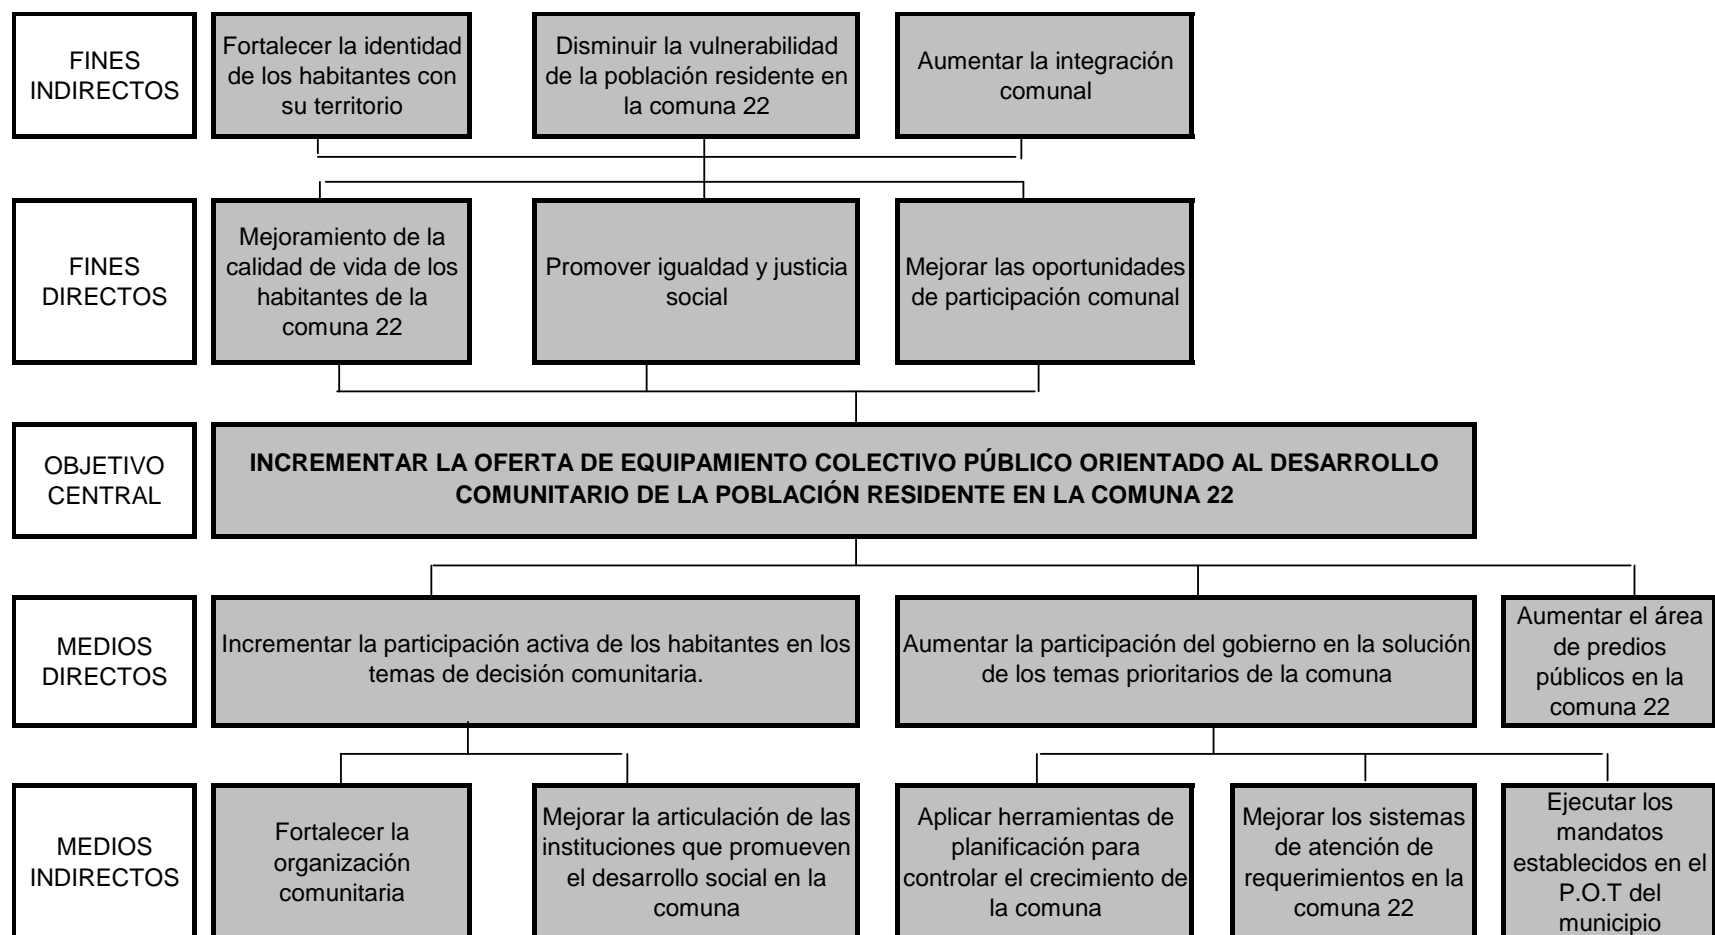 FINES
INDIRECTOS
Fortalecer la identidad
de los habitantes con
su territorio
Disminuir la vulnerabilidad
de la población residente en
la comuna 22
Aumentar la integración
comunal
FINES
DIRECTOS
Mejoramiento de la
calidad de vida de los
habitantes de la
comuna 22
Promover igualdad y justicia
social
Mejorar las oportunidades
de participación comunal
OBJETIVO
CENTRAL
INCREMENTAR LA OFERTA DE EQUIPAMIENTO COLECTIVO PÚBLICO ORIENTADO AL DESARROLLO
COMUNITARIO DE LA POBLACIÓN RESIDENTE EN LA COMUNA 22
MEDIOS
DIRECTOS
Incrementar la participación activa de los habitantes en los
temas de decisión comunitaria.
Aumentar la participación del gobierno en la solución
de los temas prioritarios de la comuna
Aumentar el área
de predios
públicos en la
comuna 22
MEDIOS
INDIRECTOS
Fortalecer la
organización
comunitaria
Mejorar la articulación de las
instituciones que promueven
el desarrollo social en la
comuna
Aplicar herramientas de
planificación para
controlar el crecimiento de
la comuna
Mejorar los sistemas
de atención de
requerimientos en la
comuna 22
Ejecutar los
mandatos
establecidos en el
P.O.T del
municipio